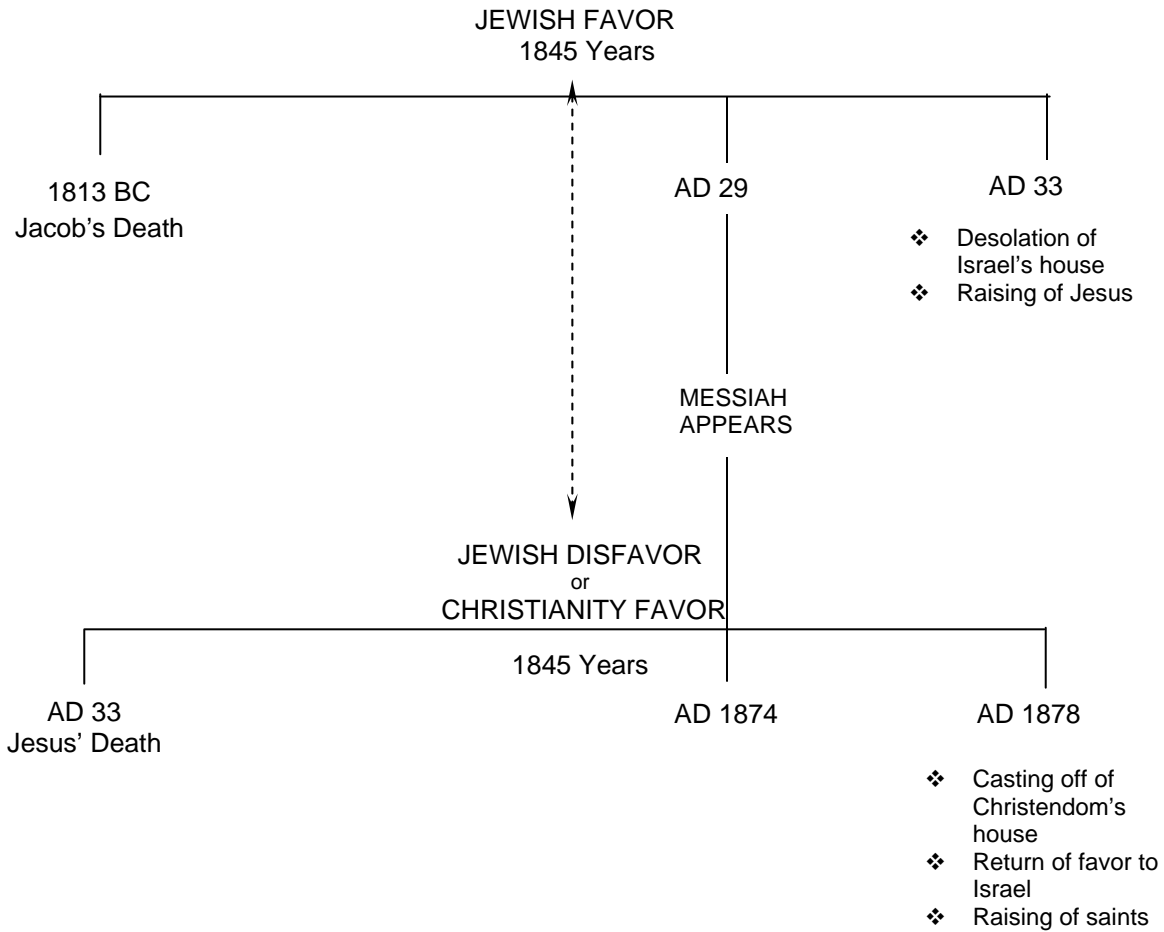 JEWISH FAVOR
1845 Years
1813 BC
Jacob’s Death
AD 29
AD 33
❖ Desolation of
Israel’s house
❖ Raising of Jesus
MESSIAH
APPEARS
JEWISH DISFAVOR
or
CHRISTIANITY FAVOR
1845 Years
AD 33
Jesus’ Death
AD 1874
AD 1878
❖ Casting off of
Christendom’s
house
❖ Return of favor to
Israel
❖ Raising of saints